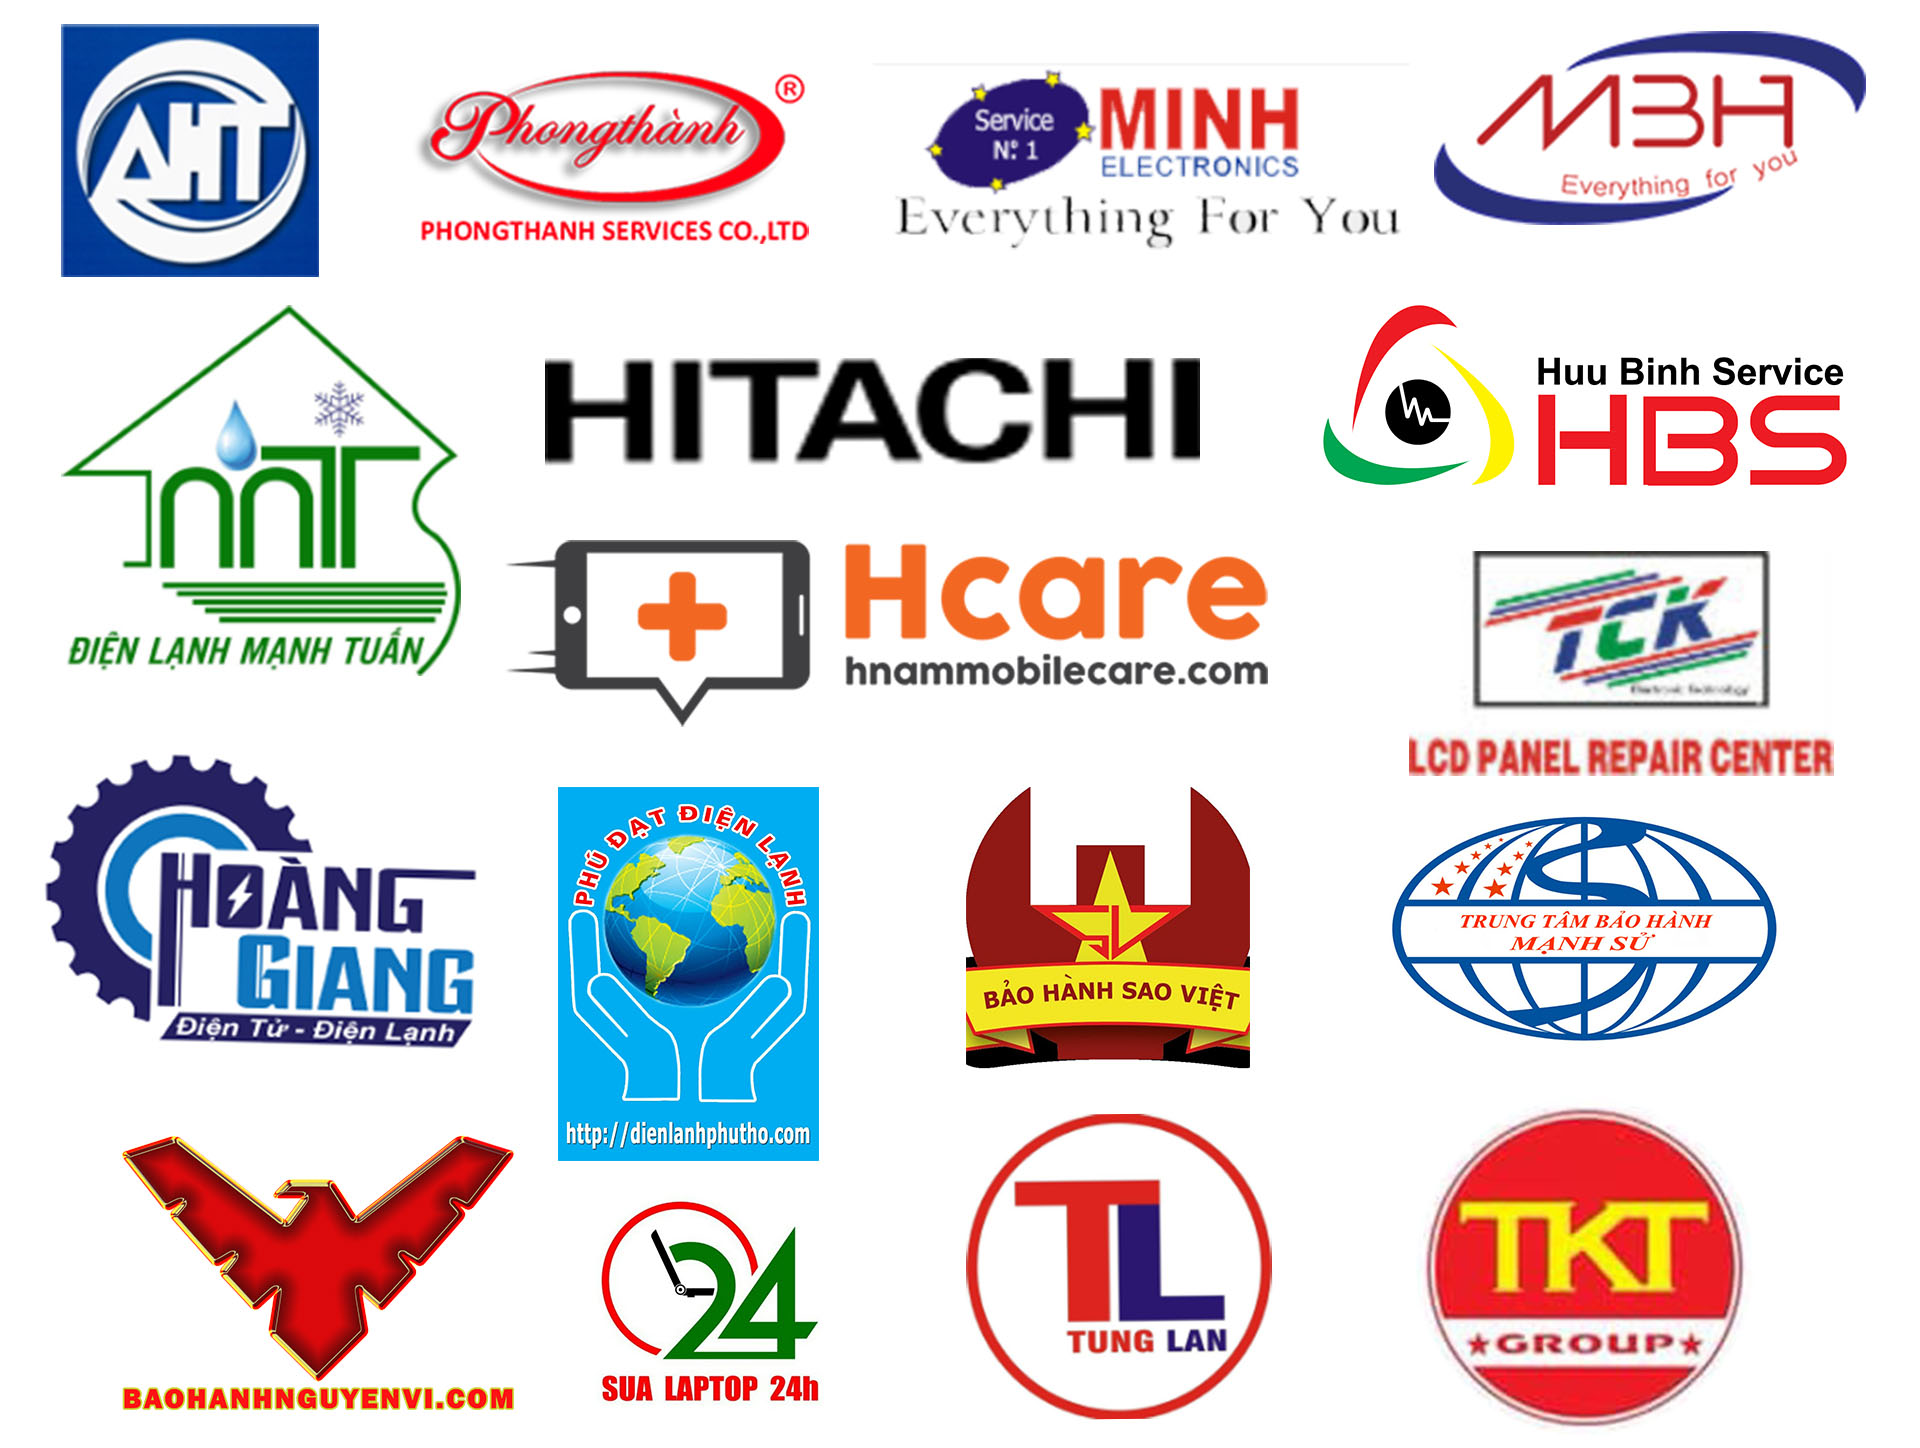 AHT
Phongthành ®
PHONGTHANH SERVICES CO.,LTD
Service
Nº: 1
MINH
ELECTRONICS
Everything For You
MBH
Everything for you
MT
ĐIỆN LẠNH MẠNH TUẤN
HITACHI
Huu Binh Service
HBS
Hcare
hnammobilecare.com
TCK
Electronic Technology
LCD PANEL REPAIR CENTER
HOÀNG
GIANG
Điện Tử - Điện Lạnh
PHÚ ĐẠT ĐIỆN LẠNH
http://dienlanhphutho.com
BẢO HÀNH SAO VIỆT
TRUNG TÂM BẢO HÀNH
MẠNH SỬ
BAOHANHNGUYENVI.COM
24
SUA LAPTOP 24h
TL
TUNG LAN
TKT
GROUP